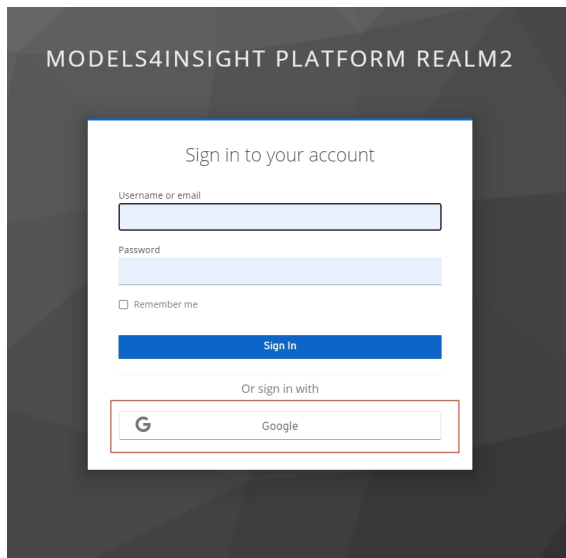 MODELS4INSIGHT PLATFORM REALM2
Sign in to your account
Username or email
Password
Remember me
Sign In
Or sign in with
G Google